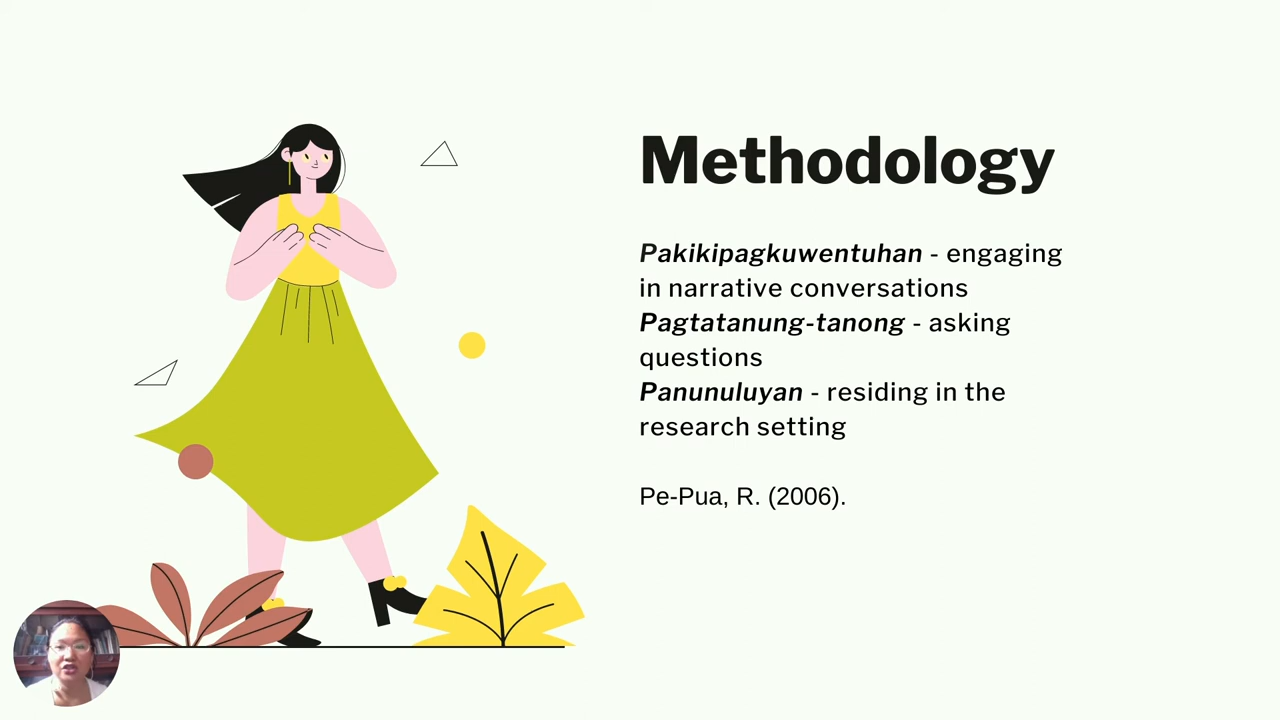 Methodology
Pakikipagkuwentuhan - engaging
in narrative conversations
Pagtatanung-tanong - asking
questions
Panunuluyan - residing in the
research setting
Pe-Pua, R. (2006).